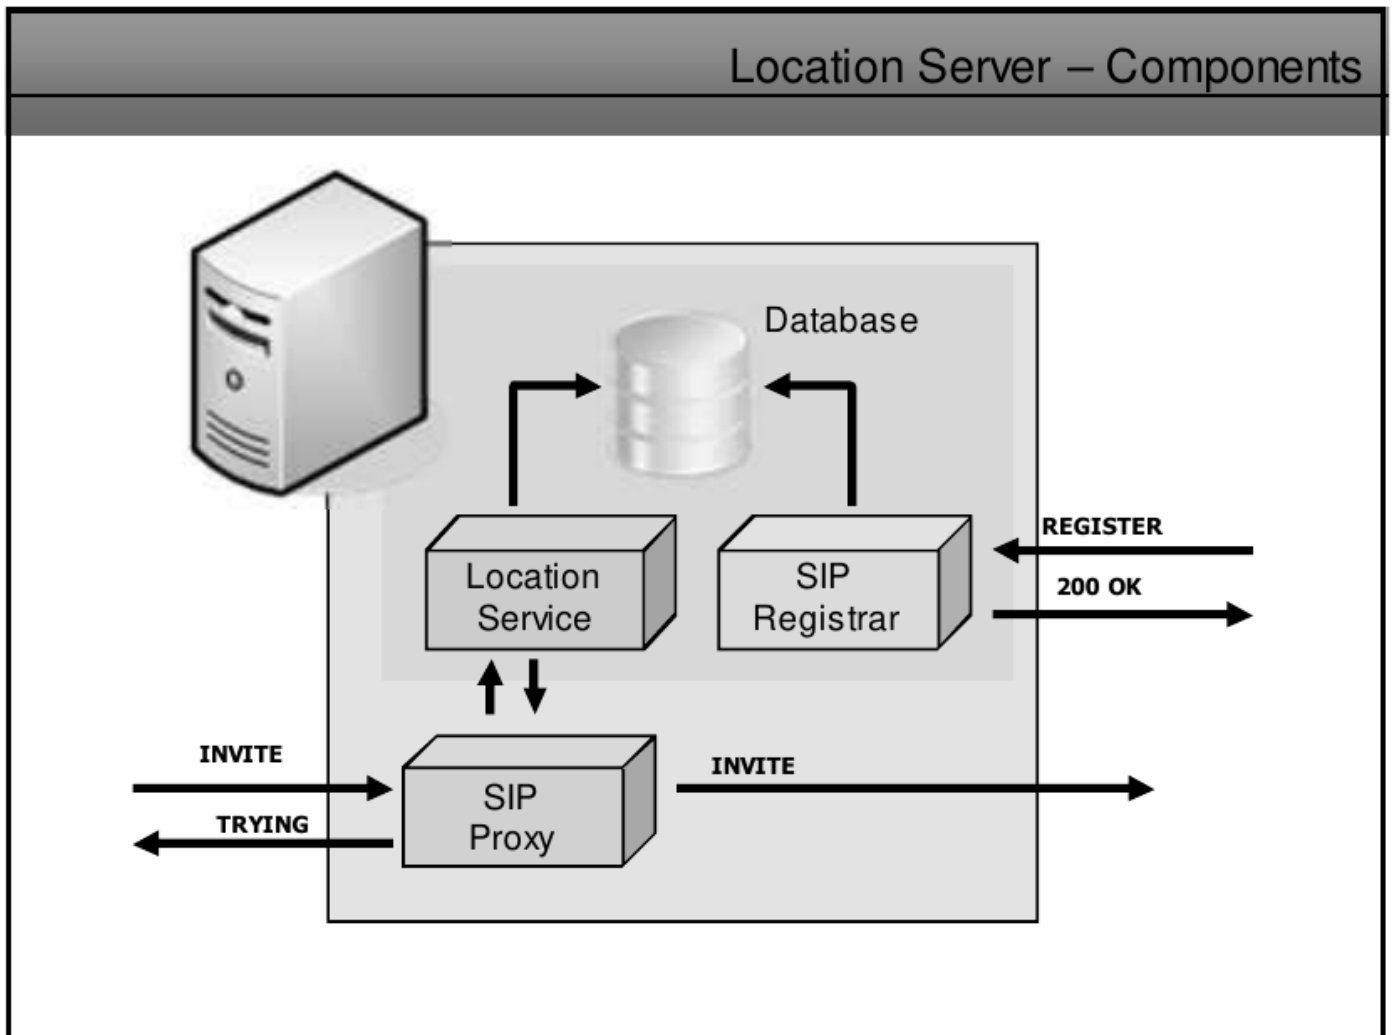 Location Server – Components
Database
Location
Service
SIP
Registrar
REGISTER
200 OK
INVITE
TRYING
SIP
Proxy
INVITE